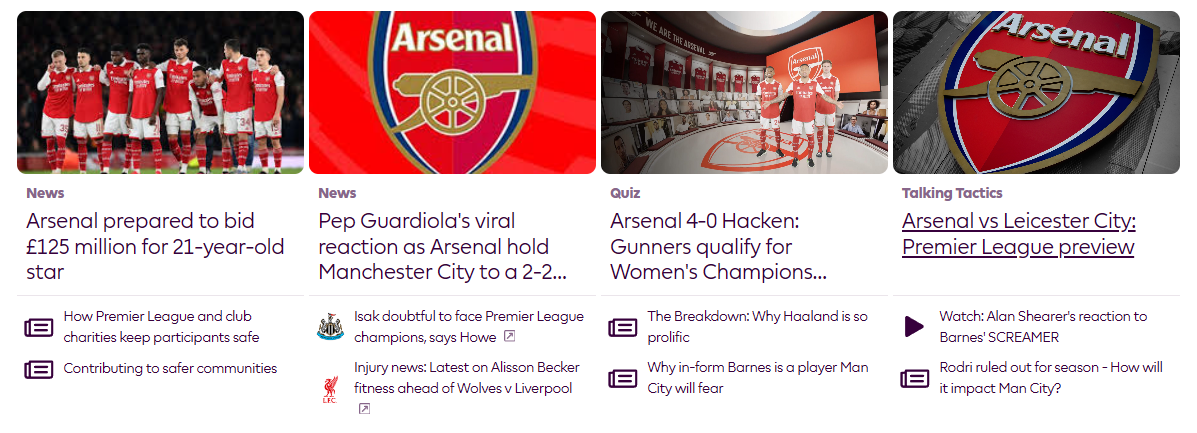 Arsenal
WE ARE THE ARSENAL
Arsenal
Arsenal
News
Arsenal prepared to bid
£125 million for 21-year-old
star
News
Pep Guardiola's viral
reaction as Arsenal hold
Manchester City to a 2-2...
Quiz
Arsenal 4-0 Hacken:
Gunners qualify for
Women's Champions...
Talking Tactics
Arsenal vs Leicester City:
Premier League preview
How Premier League and club
charities keep participants safe
Contributing to safer communities
Isak doubtful to face Premier League
champions, says Howe
L.F.C.
Injury news: Latest on Alisson Becker
fitness ahead of Wolves v Liverpool
The Breakdown: Why Haaland is so
prolific
Why in-form Barnes is a player Man
City will fear
Watch: Alan Shearer's reaction to
Barnes' SCREAMER
Rodri ruled out for season - How will
it impact Man City?